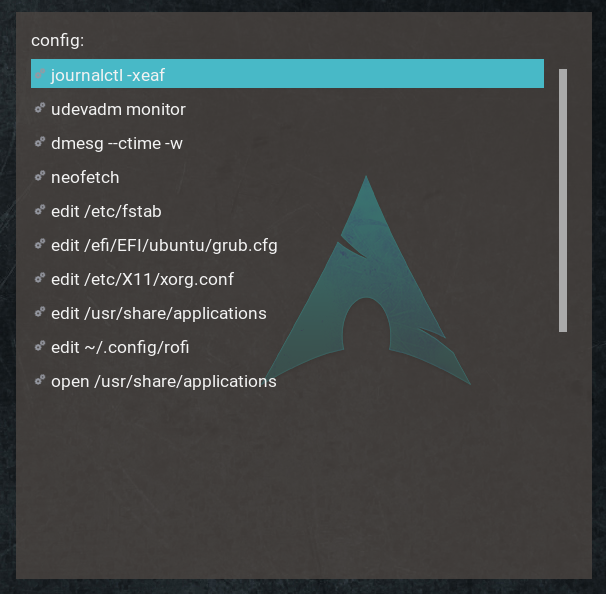 config:
journalctl -xeaf
udevadm monitor
dmesg --ctime -w
neofetch
edit /etc/fstab
edit /efi/EFI/ubuntu/grub.cfg
edit /etc/X11/xorg.conf
edit /usr/share/applications
edit ~/.config/rofi
open /usr/share/applications